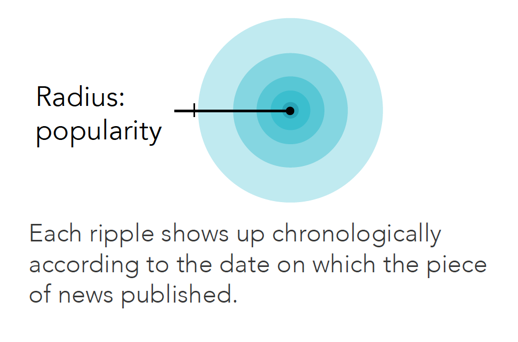 Radius:
popularity
Each ripple shows up chronologically
according to the date on which the piece
of news published.